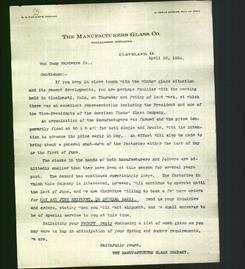 THE MANUFACTURERS GLASS CO.
CLEVELAND, O.
April
Van Camp Hardware Co.,
Gentlemen:-
If you keep in close touch with the window glass situation
and its recent developments, you are perhaps familiar with the meeting
held in Cincinnati, Ohio, on Thursday and Friday of last week, at which
there was an excellent representation including the President and one of
the Vice-Presidents of the American Window Glass Company.
An organization of the Manufacturers was formed and the price
temporarily fixed at 90 & 5 off for both single and double, with the inten-
tion to advance the price early in May. An effort will also be made to
bring about a general shut-down of the Factories either the last of May
or the first of June.
The stocks in the hands of both manufacturers and jobbers are un-
doubtedly smaller than they have been at this season for several years
past. The demand has continued surprisingly large. The Factories in
which this Company is interested, however, will continue to operate until
the last of June, and we are therefore willing to book a few more orders
for MAY AND JUNE SHIPMENT, IN SPECIAL CASES. Send us your inquiries
and orders, stating when you will want shipment, and we shall endeavor to
be of special service to you at this time.
Soliciting your PROMPT reply enclosing a list of such glass as you
may care to buy in anticipation of your Spring and Summer requirements,
we are,
Faithfully yours,
THE MANUFACTURERS GLASS COMPANY,